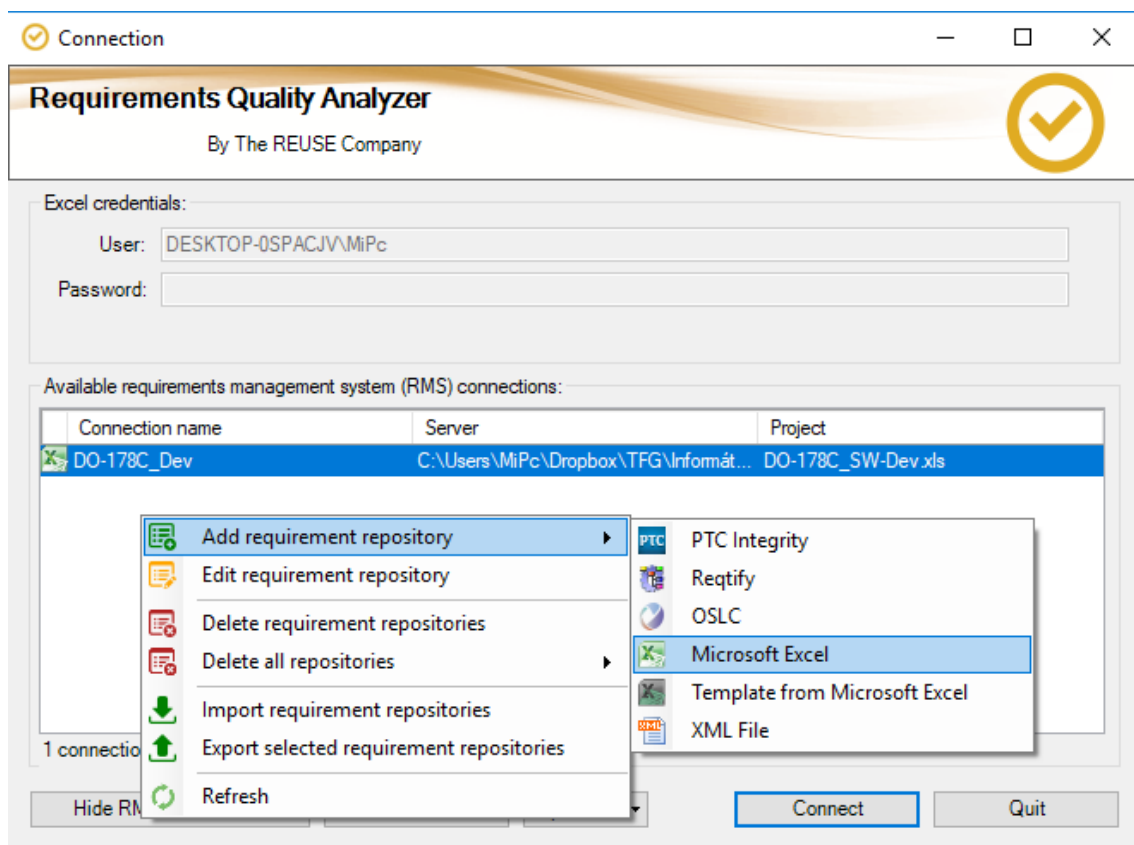 Connection
Requirements Quality Analyzer
By The REUSE Company
Excel credentials:
User: DESKTOP-0SPACJV\MiPc
Password:
Available requirements management system (RMS) connections:
Connection name Server Project
DO-178C_Dev C:\Users\MiPc\Dropbox\TFG\Informát... DO-178C_SW-Dev.xls
Add requirement repository
Edit requirement repository
Delete requirement repositories
Delete all repositories
Import requirement repositories
Export selected requirement repositories
Refresh
PTC PTC Integrity
Reqtify
OSLC
Microsoft Excel
Template from Microsoft Excel
XML File
1 connectio
Hide RM Connect Quit